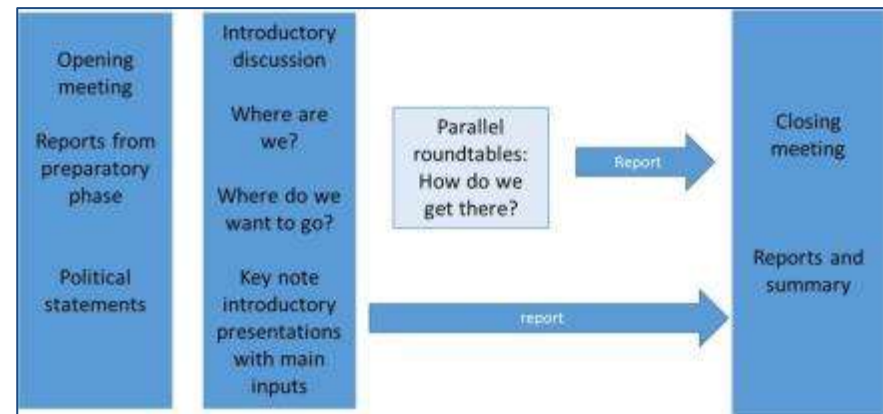 Opening
meeting
Reports from
preparatory
phase
Political
statements
Introductory
discussion
Where are
we?
Where do we
want to go?
Key note
introductory
presentations
with main
inputs
Parallel
roundtables:
How do we
get there?
Report
report
Closing
meeting
Reports and
summary